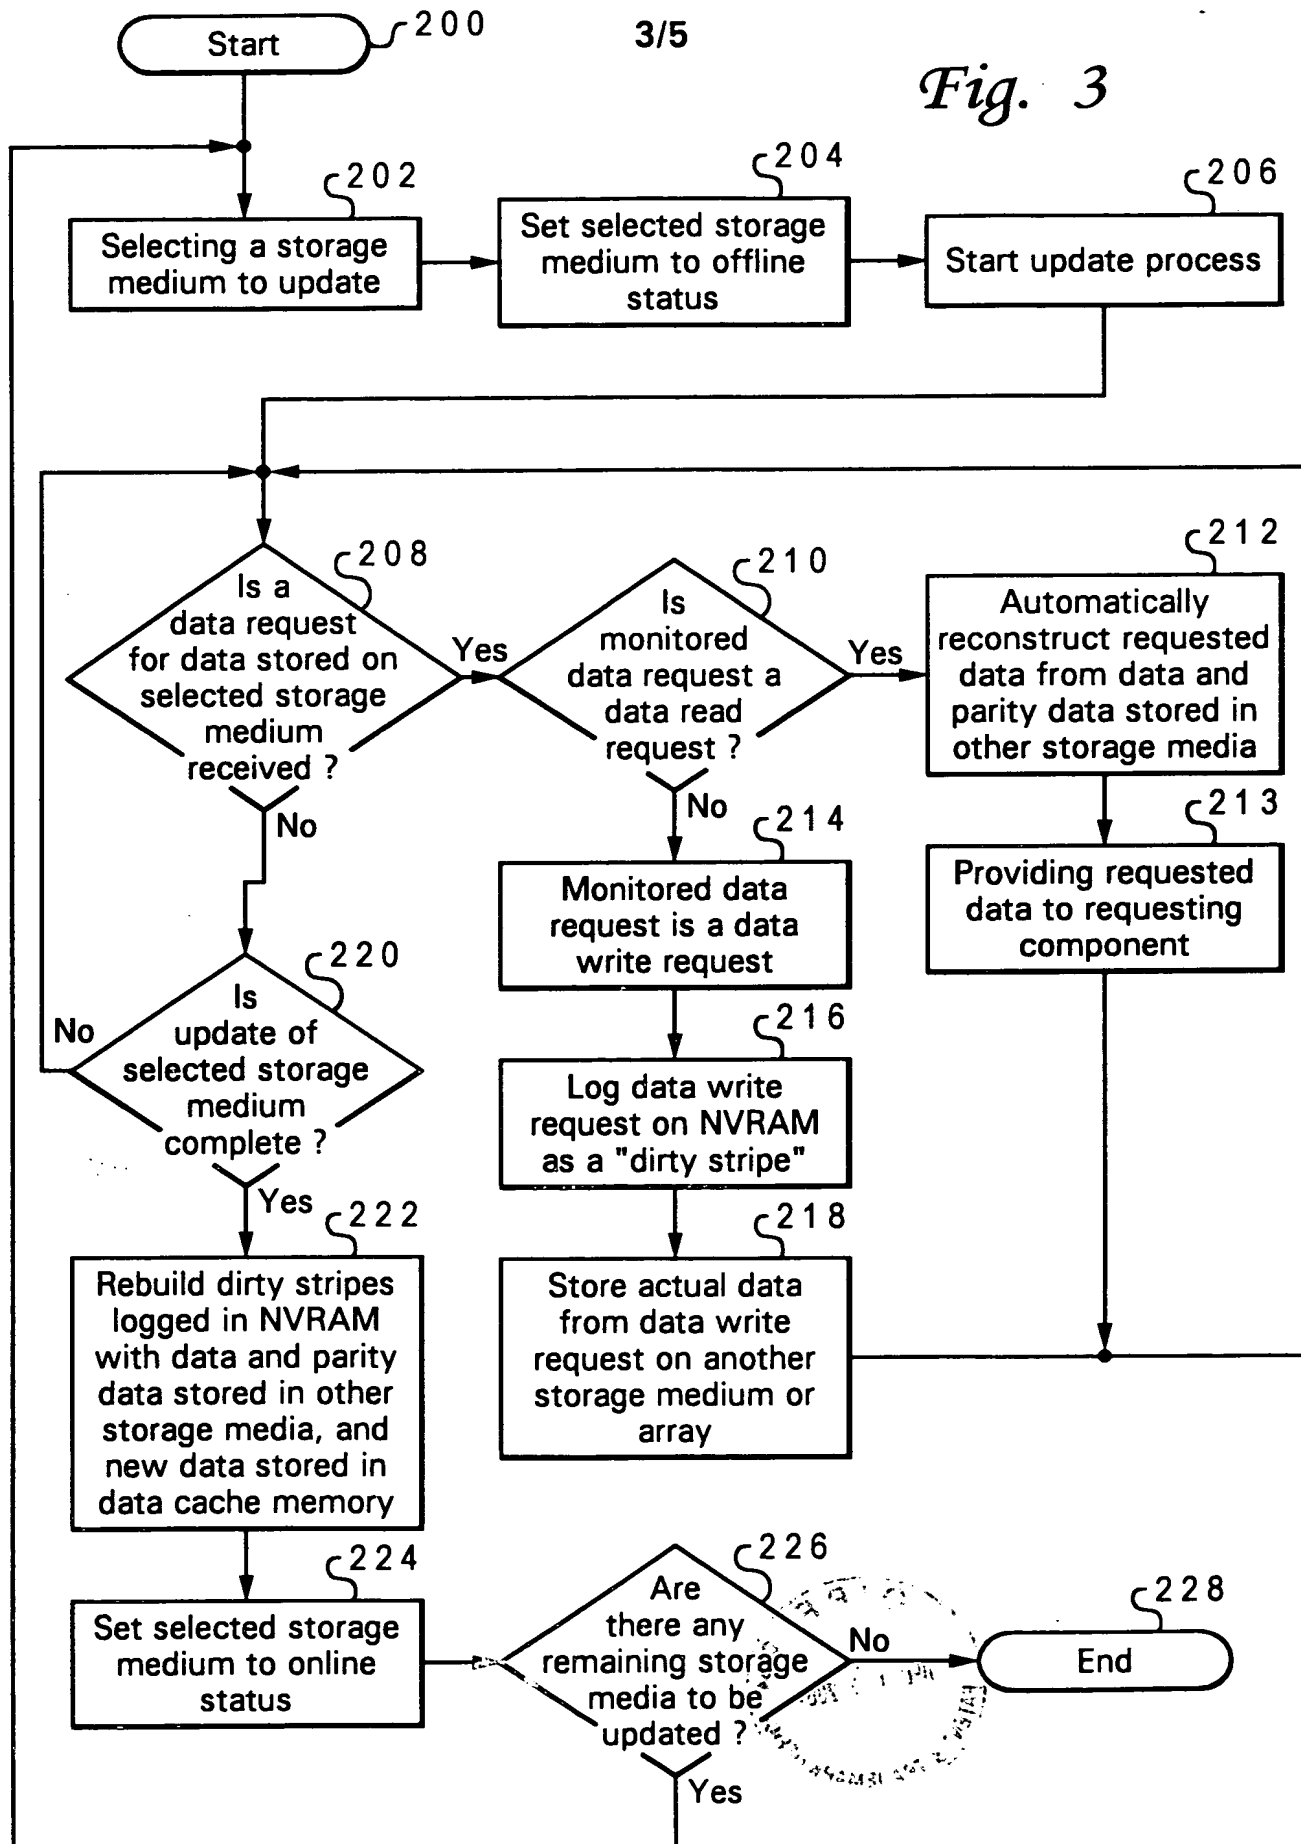 Start
200
3/5
Fig. 3
202
204
206
Selecting a storage
medium to update
Set selected storage
medium to offline
status
Start update process
208
Is a
data request
for data stored on
selected storage
medium
received ?
Yes
No
210
Is
monitored
data request a
data read
request ?
Yes
No
212
Automatically
reconstruct requested
data from data and
parity data stored in
other storage media
213
Providing requested
data to requesting
component
214
Monitored data
request is a data
write request
216
Log data write
request on NVRAM
as a "dirty stripe"
218
Store actual data
from data write
request on another
storage medium or
array
220
Is
update of
selected storage
medium
complete ?
No
Yes
222
Rebuild dirty stripes
logged in NVRAM
with data and parity
data stored in other
storage media, and
new data stored in
data cache memory
224
Set selected storage
medium to online
status
226
Are
there any
remaining storage
media to be
updated ?
No
Yes
228
End